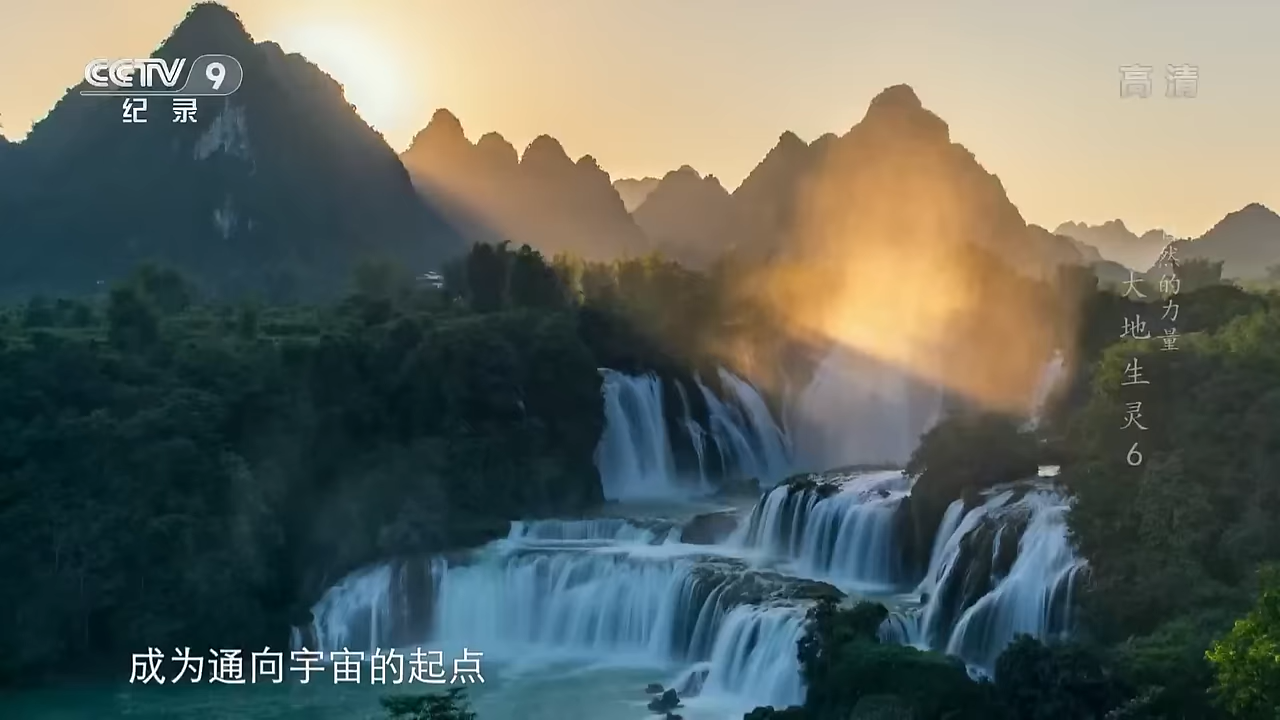 CCTV 9
纪录
高清
然的力量
大地生灵6
成为通向宇宙的起点